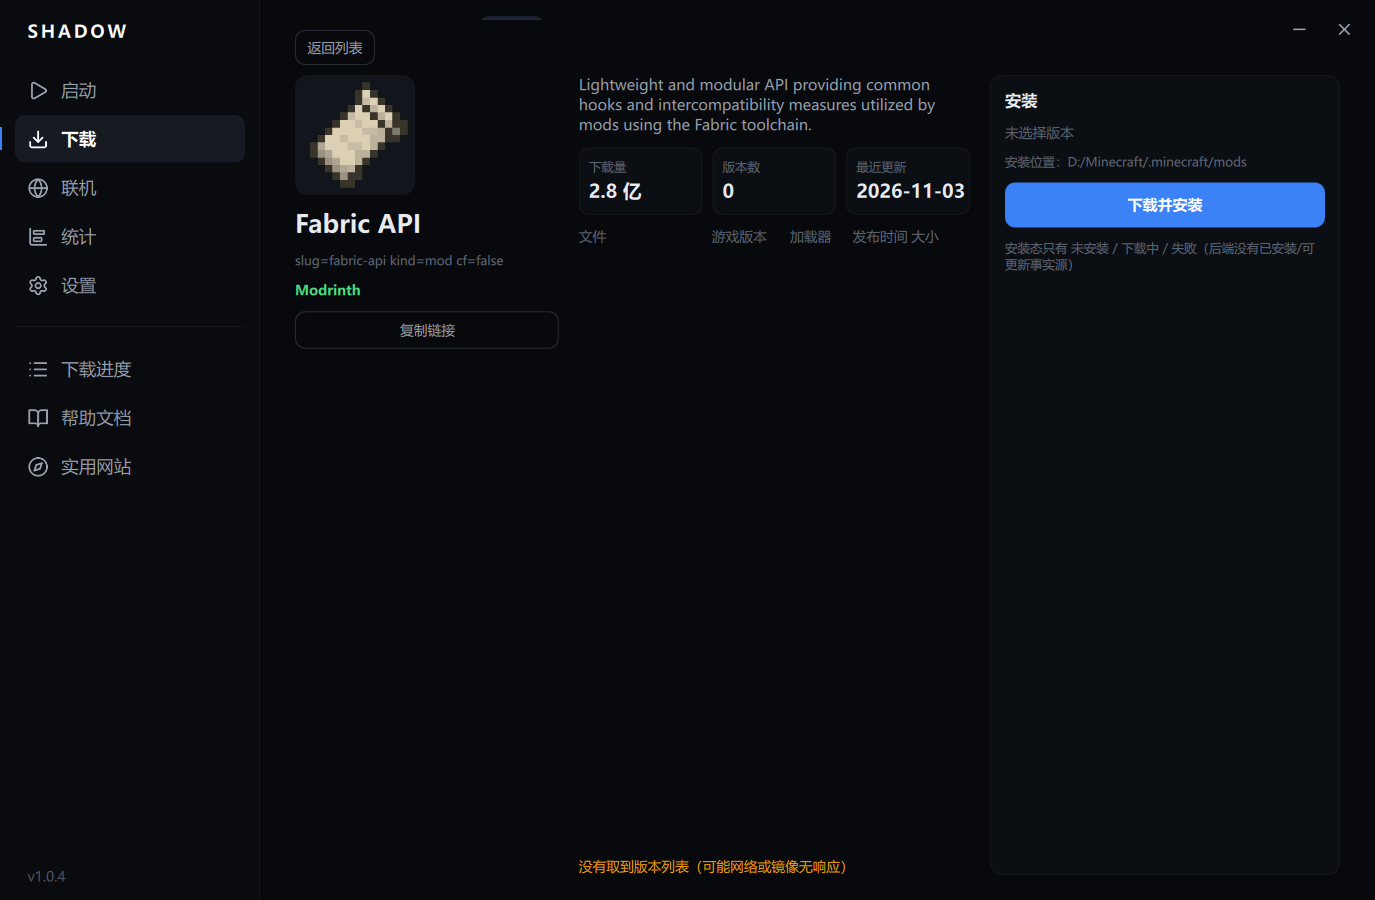 SHADOW
启动
下载
联机
统计
设置
下载进度
帮助文档
实用网站
v1.0.4
返回列表
Fabric API
slug=fabric-api kind=mod cf=false
Modrinth
复制链接
Lightweight and modular API providing common
hooks and intercompatibility measures utilized by
mods using the Fabric toolchain.
下载量
2.8 亿
版本数
0
最近更新
2026-11-03
文件 游戏版本 加载器 发布时间 大小
没有取到版本列表（可能网络或镜像无响应）
安装
未选择版本
安装位置：D:/Minecraft/.minecraft/mods
下载并安装
安装态只有 未安装 / 下载中 / 失败（后端没有已安装/可
更新事实源）